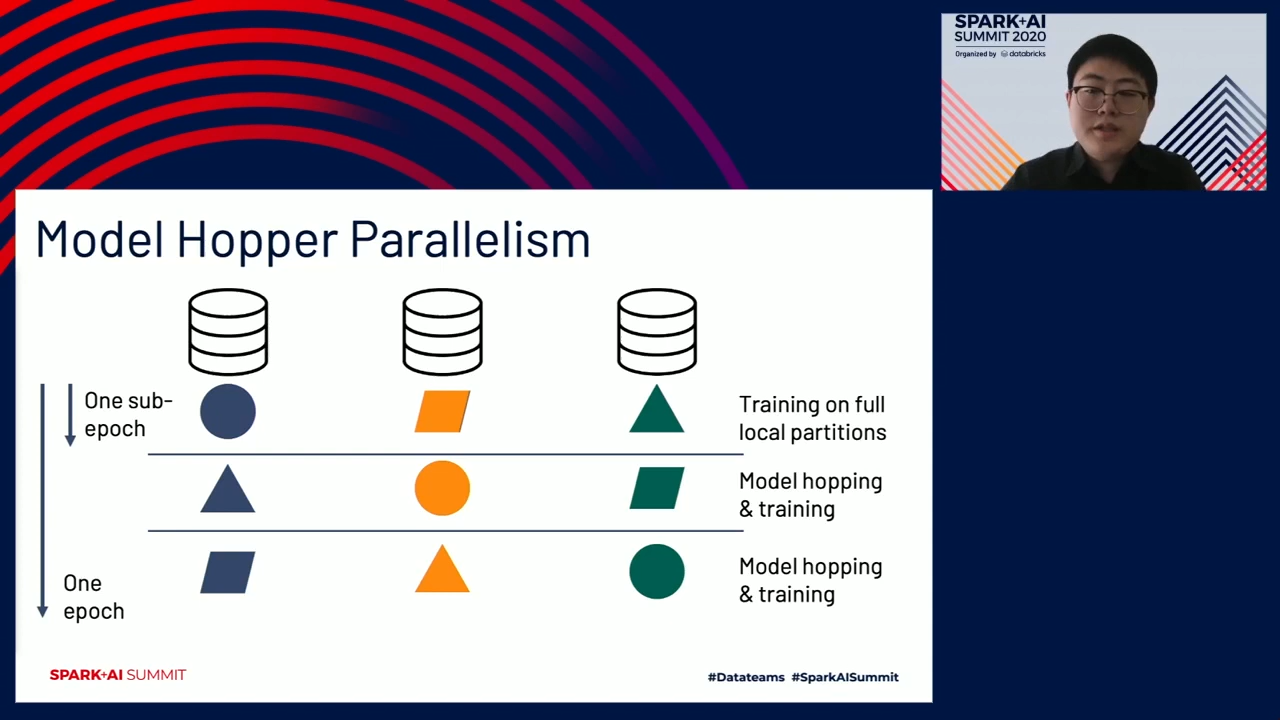 SPARK+AI
SUMMIT 2020
Organized by databricks
Model Hopper Parallelism
One sub-
epoch
Training on full
local partitions
Model hopping
& training
One
epoch
Model hopping
& training
SPARK+AI SUMMIT
#Datateams #SparkAISummit